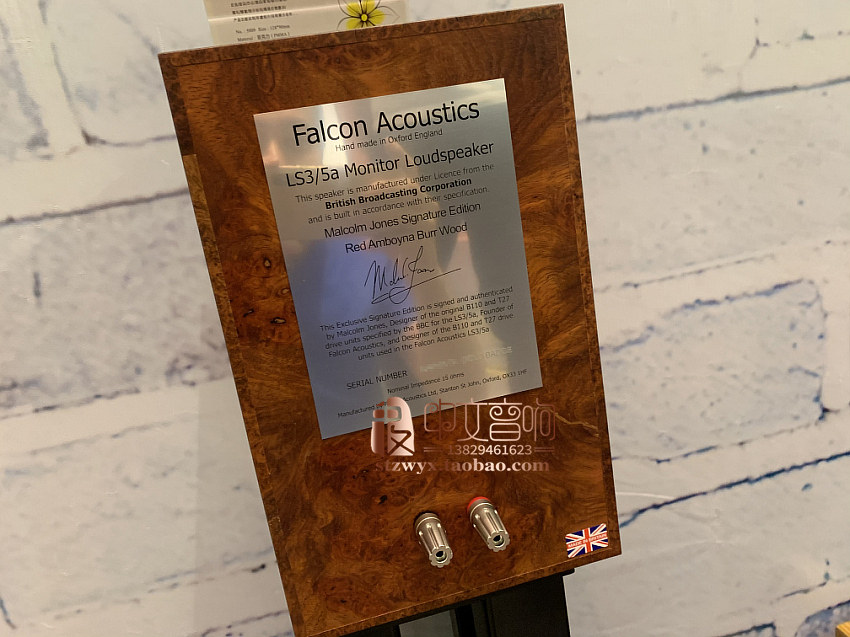 Falcon Acoustics
Hand made in Oxford England
LS3/5a Monitor Loudspeaker
This speaker is manufactured under Licence from the
British Broadcasting Corporation
and is built in accordance with their specification.
Malcolm Jones Signature Edition
Red Amboyna Burr Wood
This Exclusive Signature Edition is signed and authenticated
by Malcolm Jones, Designer of the original B110 and T27
drive units specified by the BBC for the LS3/5a, Founder of
Falcon Acoustics, and Designer of the B110 and T27 drive
units used in the Falcon Acoustics LS3/5a
SERIAL NUMBER
Nominal Impedance 15 ohms
Manufactured Acoustics Ltd, Stanton St John, Oxford, OX33 1HF
中文音响
13829461623
stzwyx.taobao.com